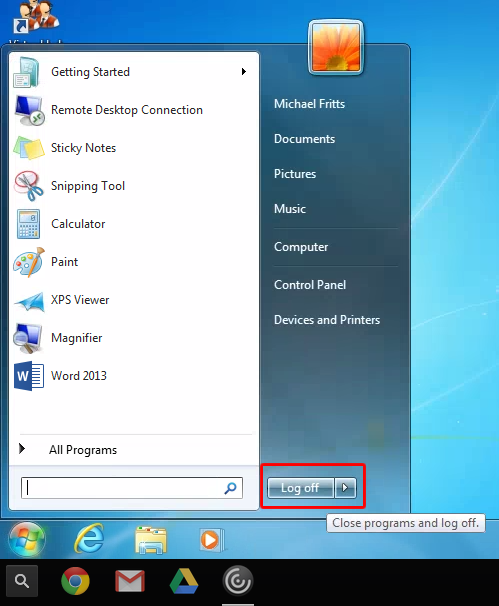 Getting Started
Remote Desktop Connection
Sticky Notes
Snipping Tool
Calculator
Paint
XPS Viewer
Magnifier
Word 2013
All Programs
Michael Fritts
Documents
Pictures
Music
Computer
Control Panel
Devices and Printers
Log off
Close programs and log off.